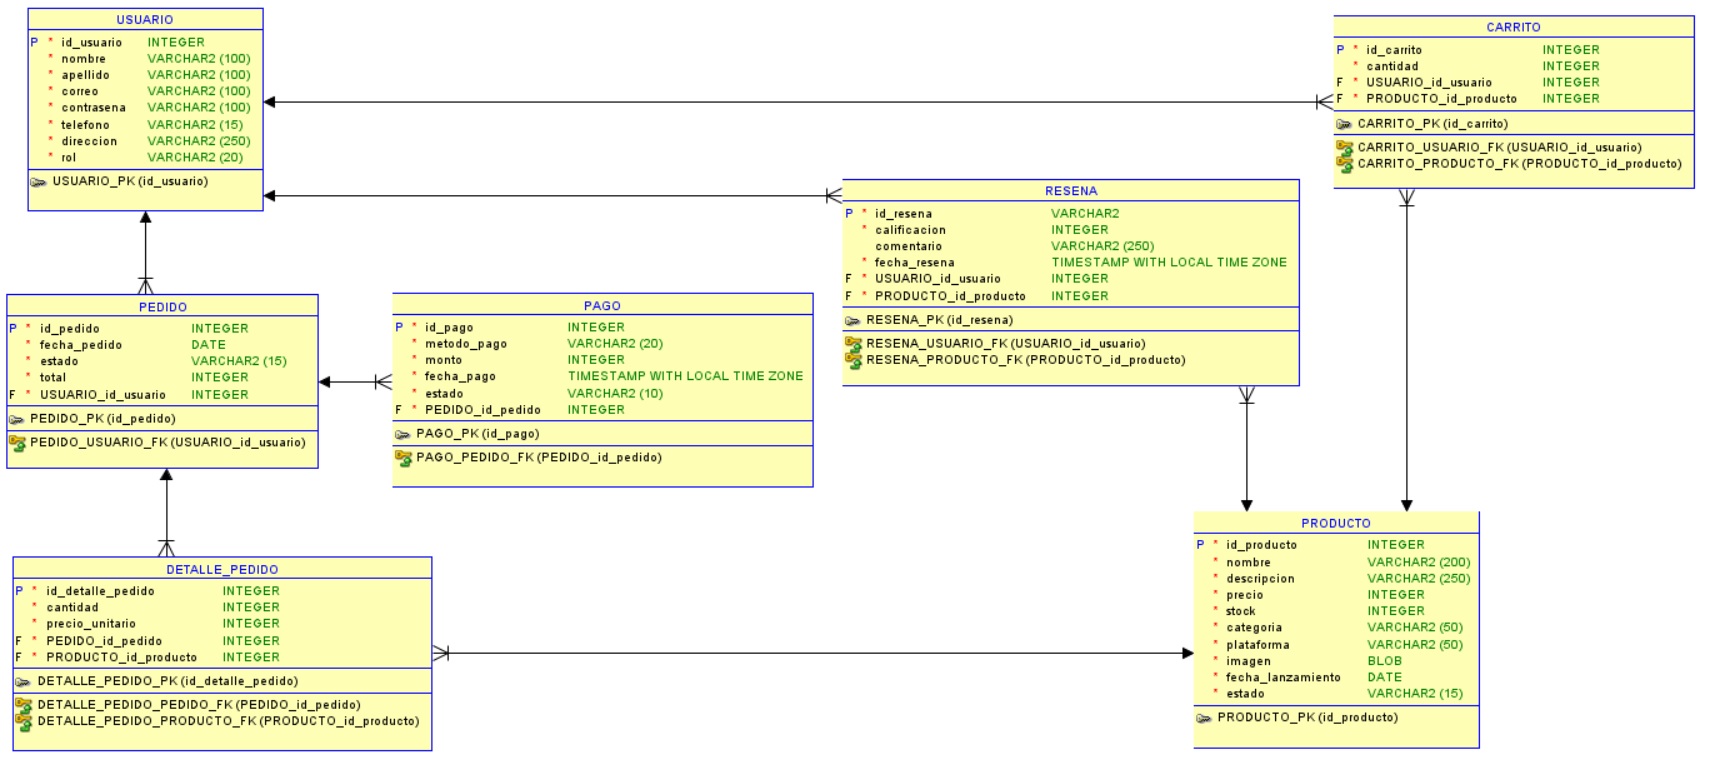 USUARIO
P * id_usuario INTEGER
* nombre VARCHAR2 (100)
* apellido VARCHAR2 (100)
* correo VARCHAR2 (100)
* contrasena VARCHAR2 (100)
* telefono VARCHAR2 (15)
* direccion VARCHAR2 (250)
* rol VARCHAR2 (20)
USUARIO_PK (id_usuario)
CARRITO
P * id_carrito INTEGER
* cantidad INTEGER
F * USUARIO_id_usuario INTEGER
F * PRODUCTO_id_producto INTEGER
CARRITO_PK (id_carrito)
CARRITO_USUARIO_FK (USUARIO_id_usuario)
CARRITO_PRODUCTO_FK (PRODUCTO_id_producto)
RESENA
P * id_resena VARCHAR2
* calificacion INTEGER
comentario VARCHAR2 (250)
* fecha_resena TIMESTAMP WITH LOCAL TIME ZONE
F * USUARIO_id_usuario INTEGER
F * PRODUCTO_id_producto INTEGER
RESENA_PK (id_resena)
RESENA_USUARIO_FK (USUARIO_id_usuario)
RESENA_PRODUCTO_FK (PRODUCTO_id_producto)
PEDIDO
P * id_pedido INTEGER
* fecha_pedido DATE
* estado VARCHAR2 (15)
* total INTEGER
F * USUARIO_id_usuario INTEGER
PEDIDO_PK (id_pedido)
PEDIDO_USUARIO_FK (USUARIO_id_usuario)
PAGO
P * id_pago INTEGER
* metodo_pago VARCHAR2 (20)
* monto INTEGER
* fecha_pago TIMESTAMP WITH LOCAL TIME ZONE
* estado VARCHAR2 (10)
F * PEDIDO_id_pedido INTEGER
PAGO_PK (id_pago)
PAGO_PEDIDO_FK (PEDIDO_id_pedido)
DETALLE_PEDIDO
P * id_detalle_pedido INTEGER
* cantidad INTEGER
* precio_unitario INTEGER
F * PEDIDO_id_pedido INTEGER
F * PRODUCTO_id_producto INTEGER
DETALLE_PEDIDO_PK (id_detalle_pedido)
DETALLE_PEDIDO_PEDIDO_FK (PEDIDO_id_pedido)
DETALLE_PEDIDO_PRODUCTO_FK (PRODUCTO_id_producto)
PRODUCTO
P * id_producto INTEGER
* nombre VARCHAR2 (200)
* descripcion VARCHAR2 (250)
* precio INTEGER
* stock INTEGER
* categoria VARCHAR2 (50)
* plataforma VARCHAR2 (50)
* imagen BLOB
* fecha_lanzamiento DATE
* estado VARCHAR2 (15)
PRODUCTO_PK (id_producto)